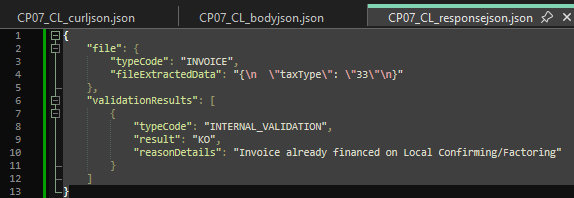 CP07_CL_curljson.json CP07_CL_bodyjson.json CP07_CL_responsejson.json
1 {
2 "file": {
3 "typeCode": "INVOICE",
4 "fileExtractedData": "{\n  \"taxType\": \"33\"\n}"
5 },
6 "validationResults": [
7 {
8 "typeCode": "INTERNAL_VALIDATION",
9 "result": "KO",
10 "reasonDetails": "Invoice already financed on Local Confirming/Factoring"
11 }
12 ]
13 }